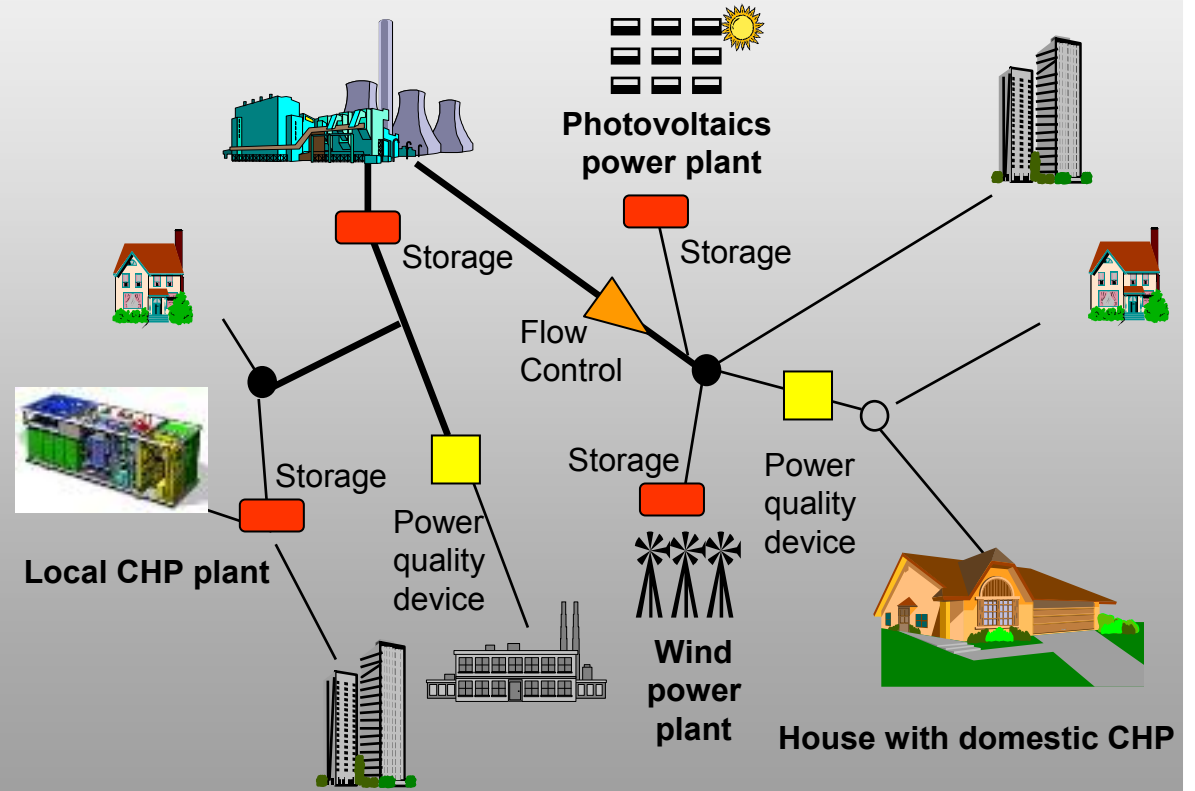 Photovoltaics
power plant
Storage
Storage
Flow
Control
Storage
Storage
Power
quality
device
Power
quality
device
Local CHP plant
Wind
power
plant
House with domestic CHP